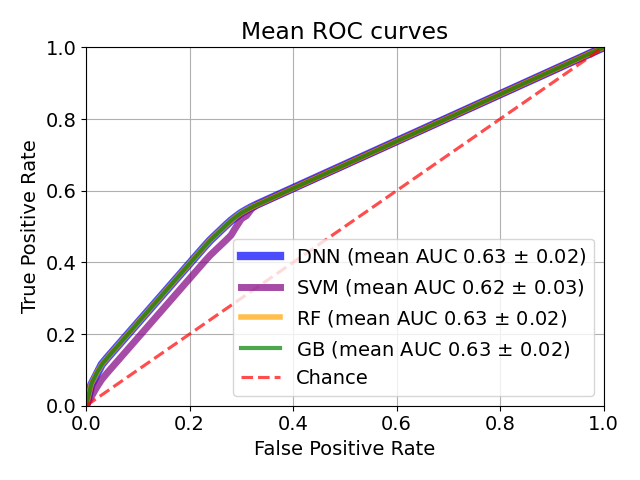 Mean ROC curves
1.0
0.8
0.6
0.4
0.2
0.0
True Positive Rate
DNN (mean AUC 0.63 ± 0.02)
SVM (mean AUC 0.62 ± 0.03)
RF (mean AUC 0.63 ± 0.02)
GB (mean AUC 0.63 ± 0.02)
Chance
0.0 0.2 0.4 0.6 0.8 1.0
False Positive Rate